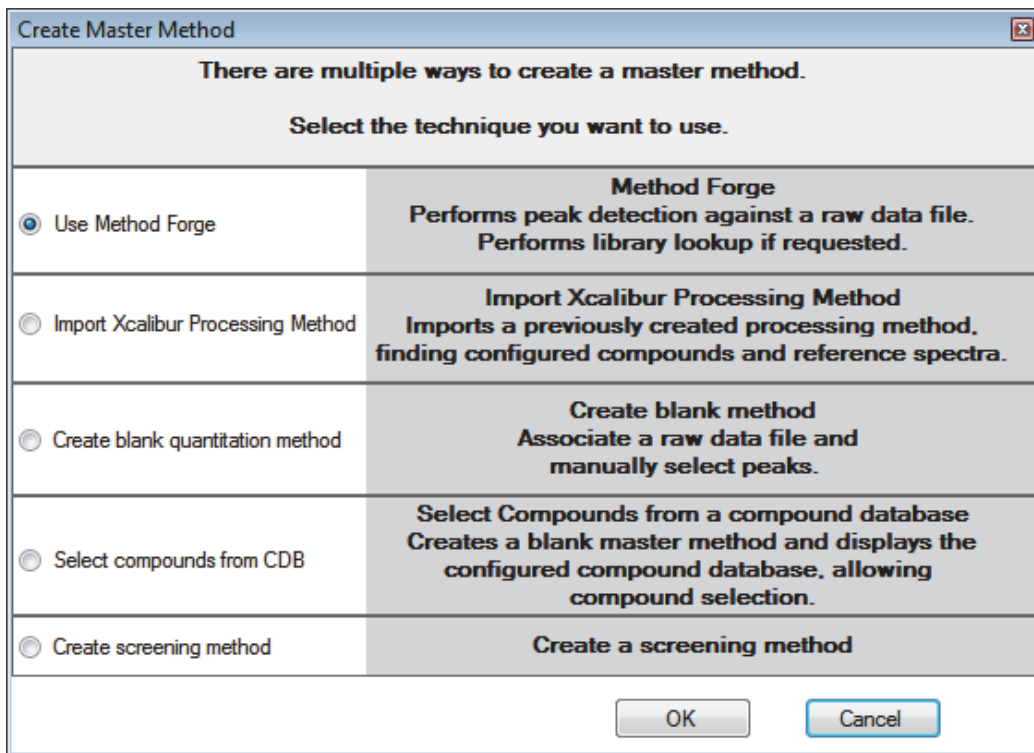 Create Master Method
There are multiple ways to create a master method.
Select the technique you want to use.
Use Method Forge
Method Forge
Performs peak detection against a raw data file.
Performs library lookup if requested.
Import Xcalibur Processing Method
Import Xcalibur Processing Method
Imports a previously created processing method,
finding configured compounds and reference spectra.
Create blank quantitation method
Create blank method
Associate a raw data file and
manually select peaks.
Select compounds from CDB
Select Compounds from a compound database
Creates a blank master method and displays the
configured compound database, allowing
compound selection.
Create screening method
Create a screening method
OK
Cancel